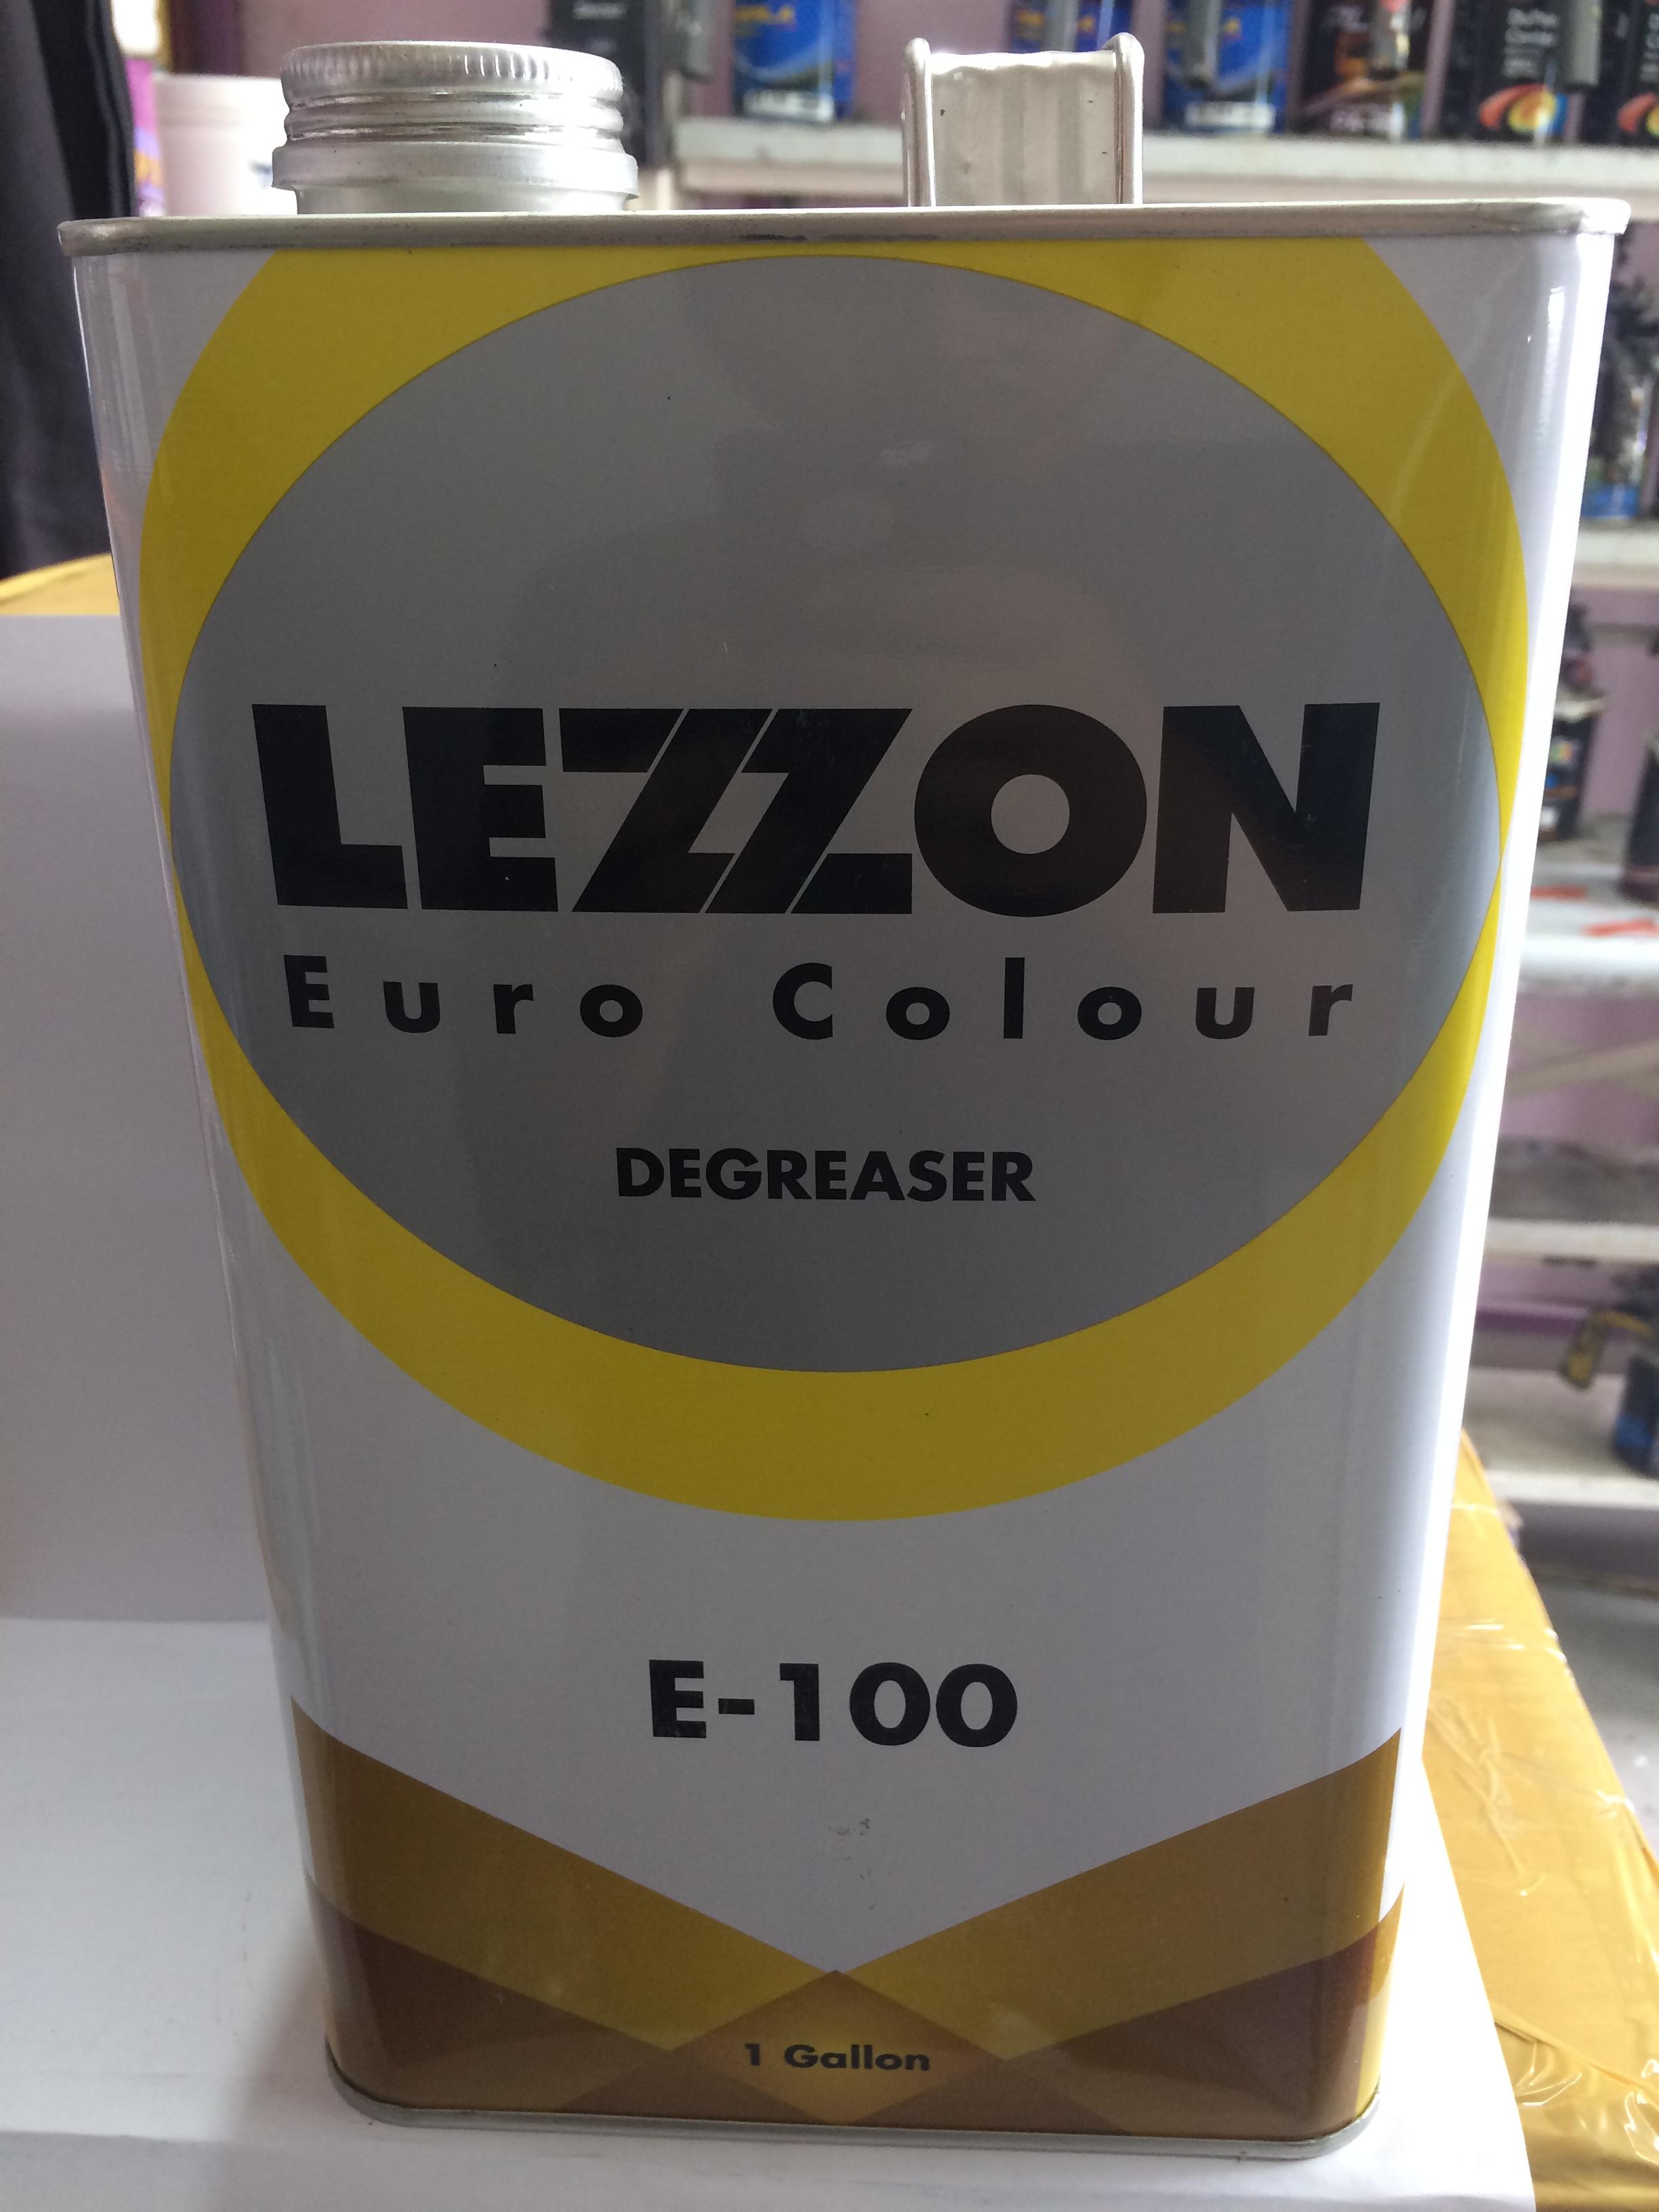 LEZZON
Euro Colour
DEGREASER
E-100
1 Gallon